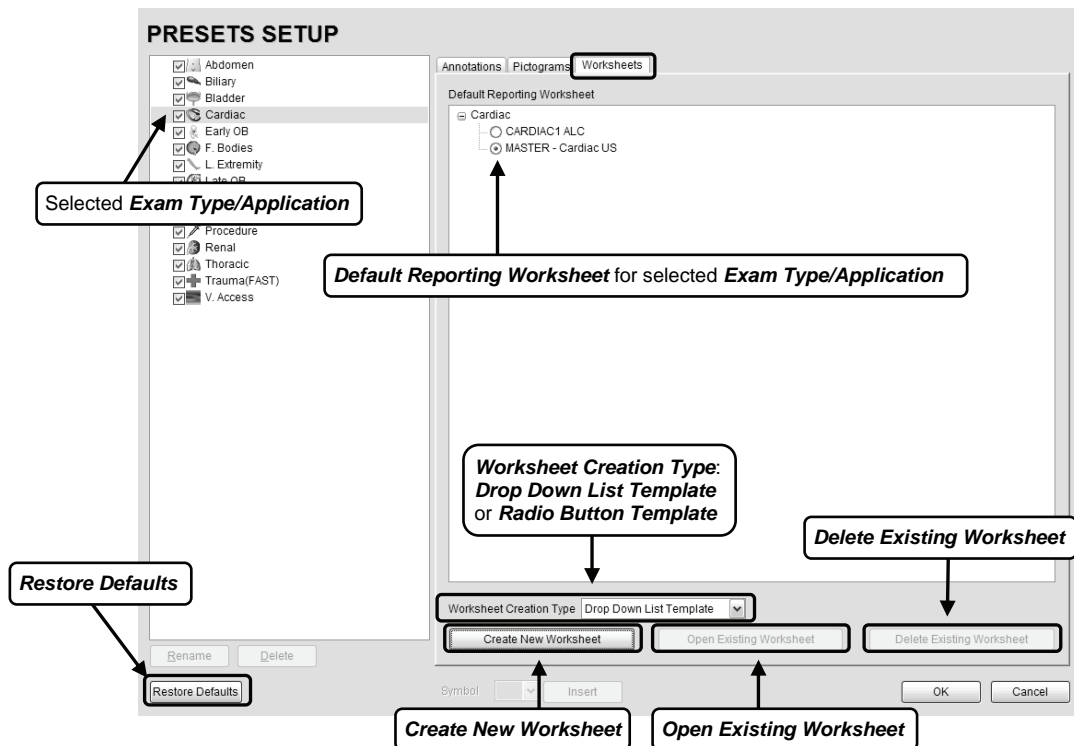 PRESETS SETUP
Abdomen
Biliary
Bladder
Cardiac
Early OB
F. Bodies
L. Extremity
Late OB
Selected Exam Type/Application
Procedure
Renal
Thoracic
Trauma(FAST)
V. Access
Annotations Pictograms Worksheets
Default Reporting Worksheet
Cardiac
CARDIAC1 ALC
MASTER - Cardiac US
Default Reporting Worksheet for selected Exam Type/Application
Worksheet Creation Type:
Drop Down List Template
or Radio Button Template
Delete Existing Worksheet
Restore Defaults
Worksheet Creation Type Drop Down List Template
Create New Worksheet Open Existing Worksheet Delete Existing Worksheet
Rename Delete
Restore Defaults Symbol Insert OK Cancel
Create New Worksheet Open Existing Worksheet